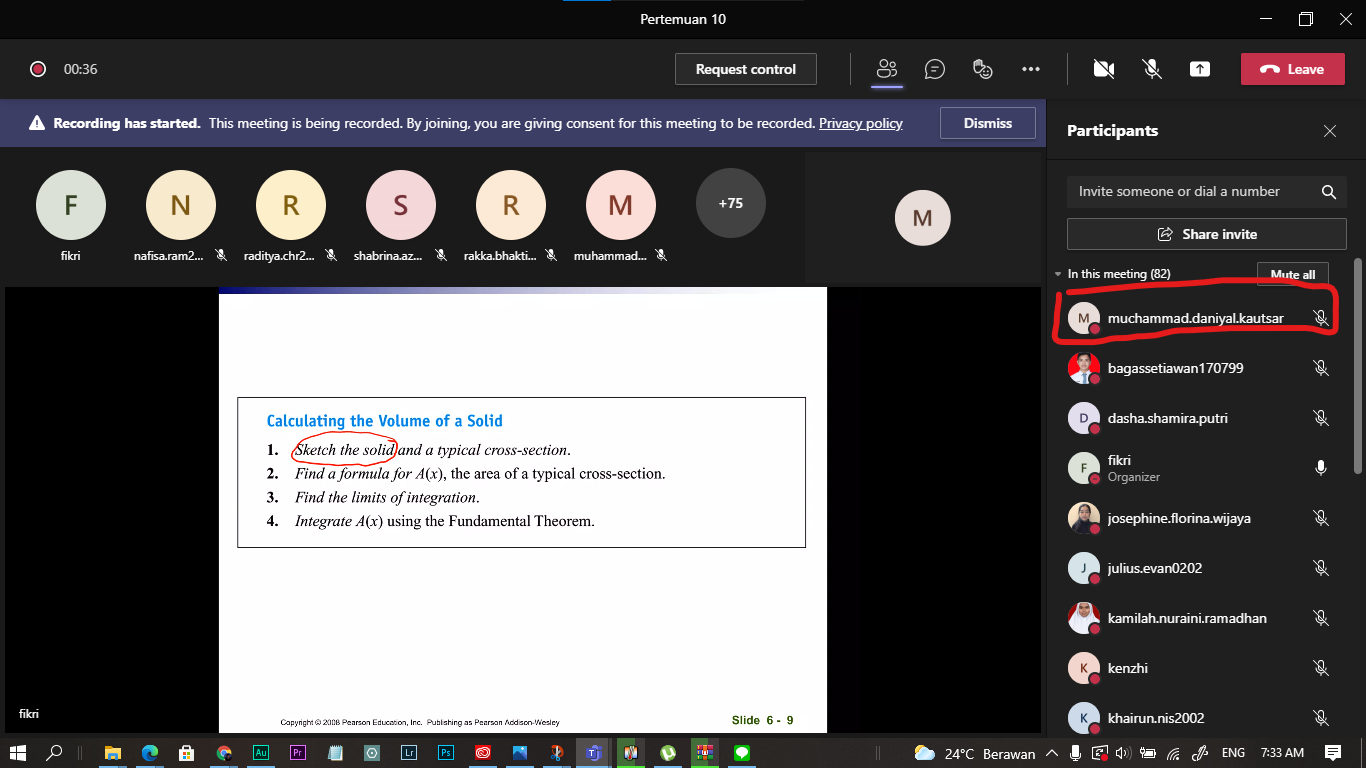 Pertemuan 10
00:36
Request control
Leave
Recording has started. This meeting is being recorded. By joining, you are giving consent for this meeting to be recorded. Privacy policy
Dismiss
F
N
R
S
R
M
+75
M
fikri
nafisa.ram2...
raditya.chr2...
shabrina.az...
rakka.bhakti...
muhammad...
Calculating the Volume of a Solid
1. Sketch the solid and a typical cross-section.
2. Find a formula for A(x), the area of a typical cross-section.
3. Find the limits of integration.
4. Integrate A(x) using the Fundamental Theorem.
Copyright © 2008 Pearson Education, Inc. Publishing as Pearson Addison-Wesley
Slide 6 - 9
fikri
Participants
Invite someone or dial a number
Share invite
In this meeting (82)
Mute all
M muchammad.daniyal.kautsar
bagassetiawan170799
D dasha.shamira.putri
F fikri
Organizer
josephine.florina.wijaya
J julius.evan0202
kamilah.nuraini.ramadhan
K kenzhi
K khairun.nis2002
Au
Pr
Lr
Ps
24°C Berawan
ENG
7:33 AM